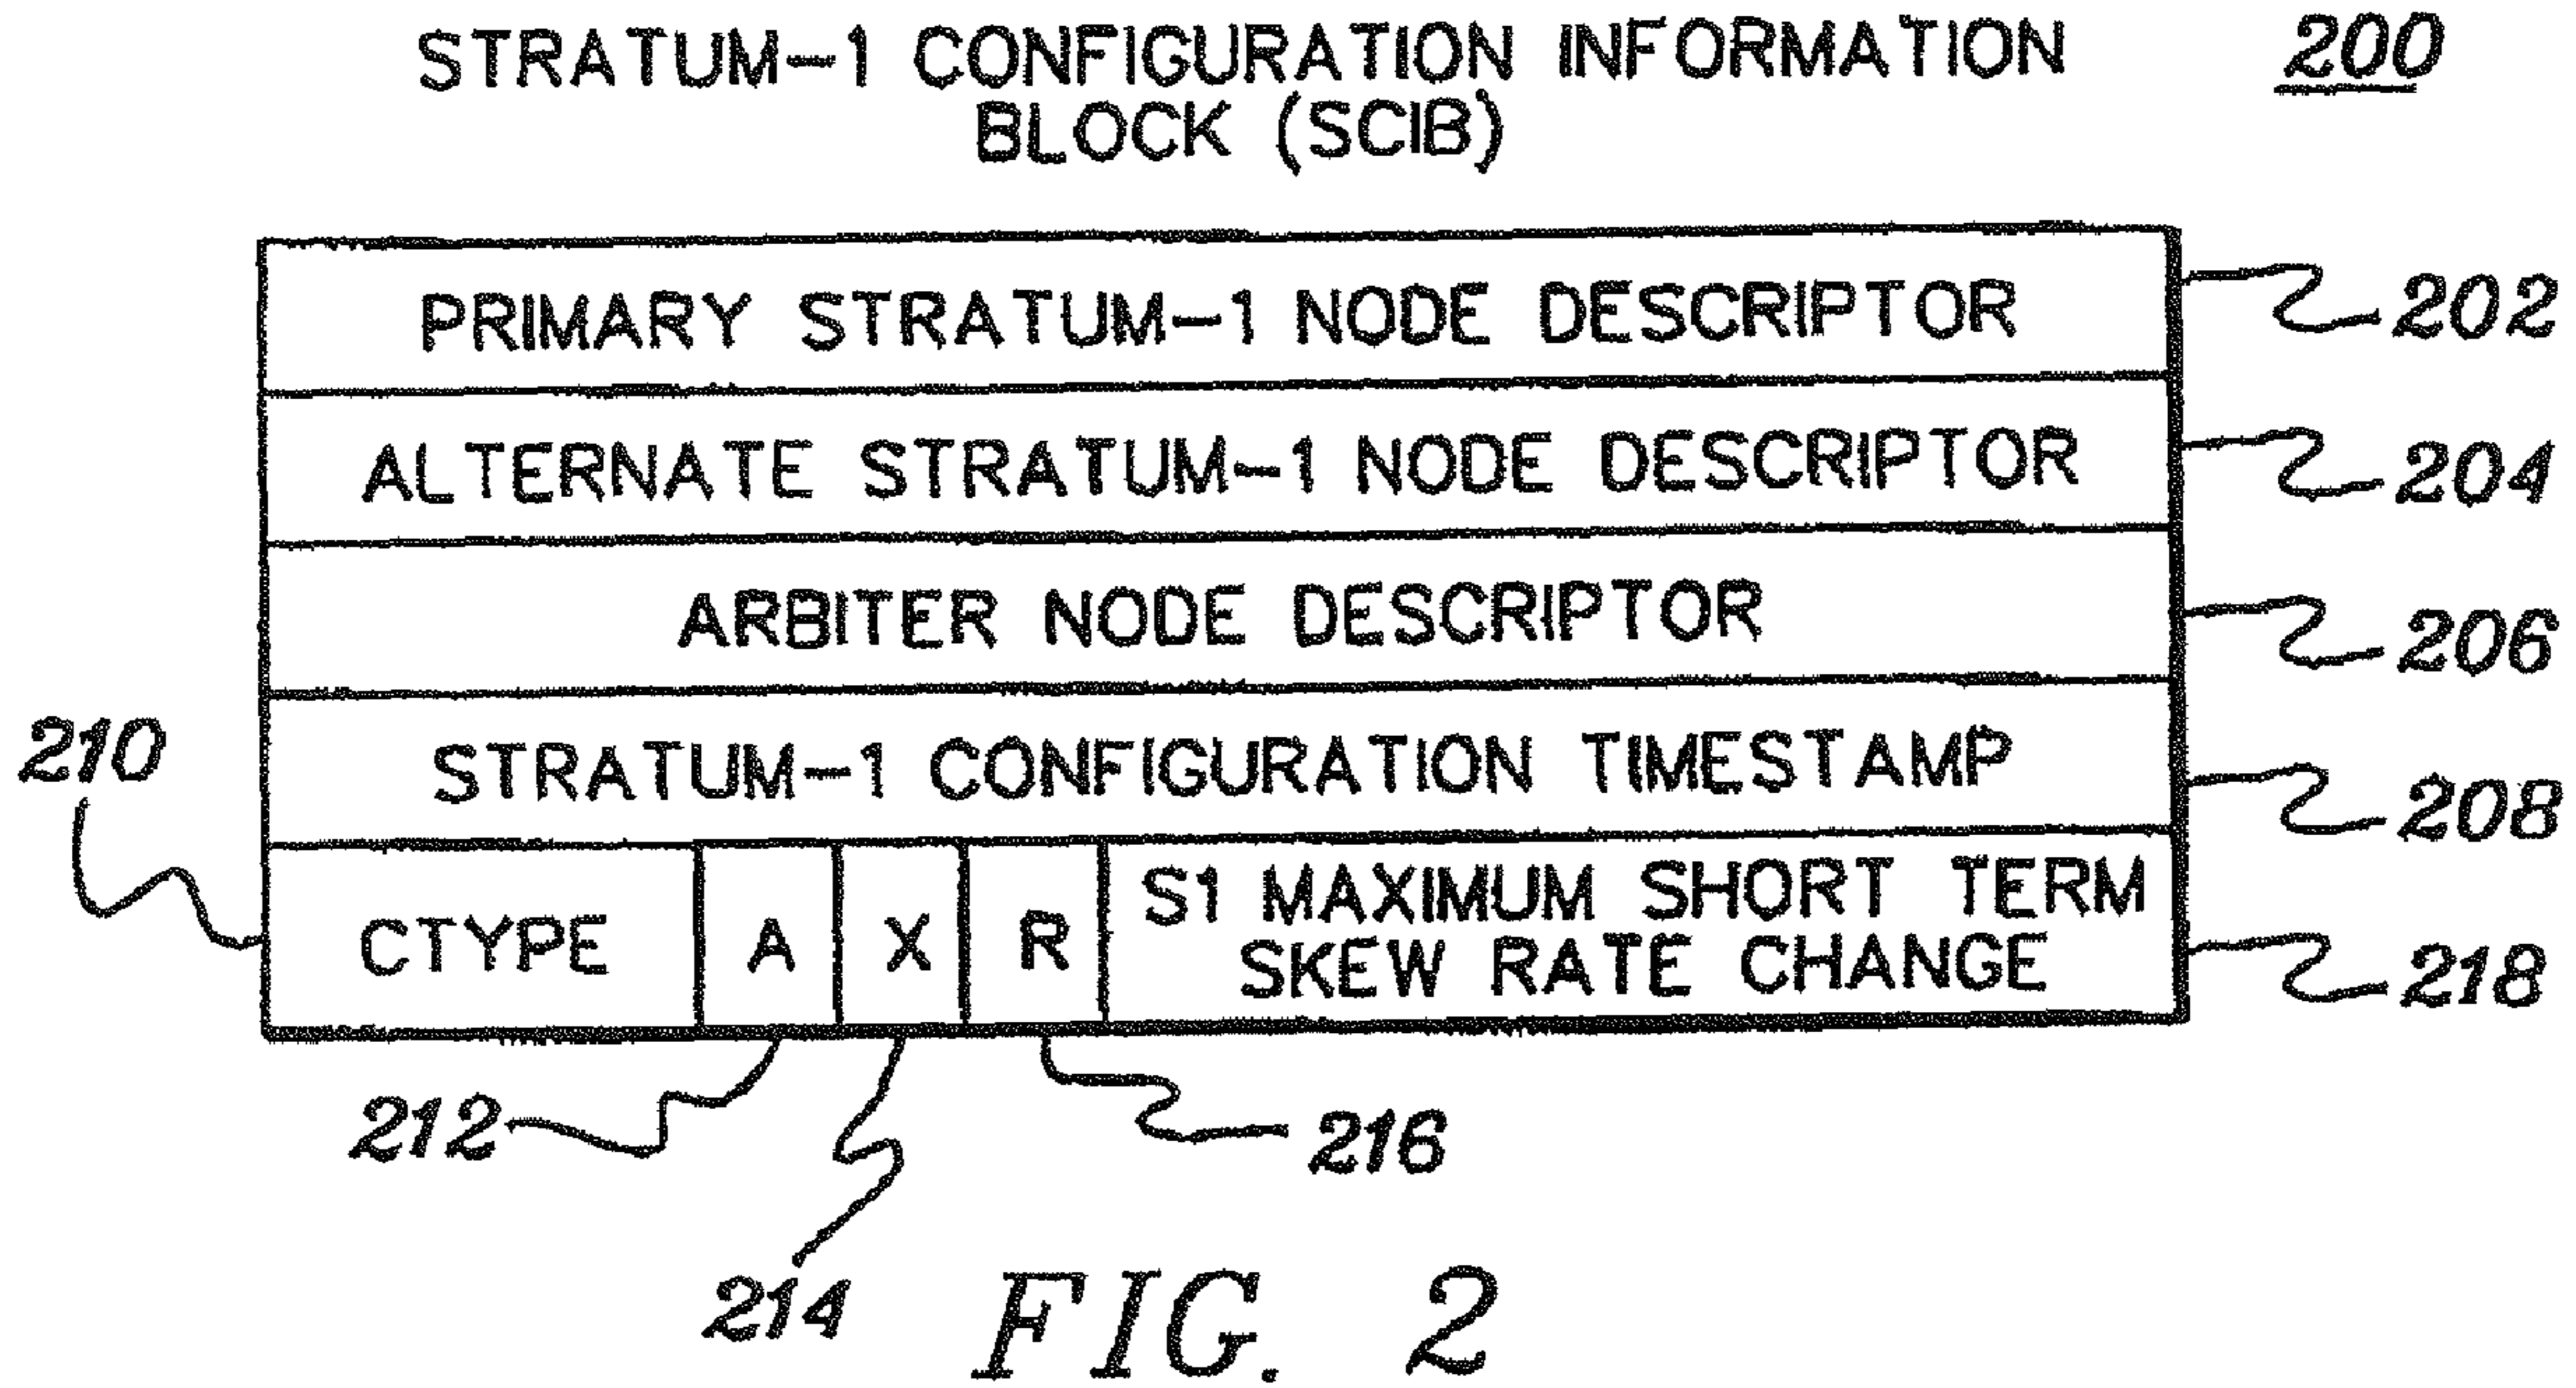 STRATUM-1 CONFIGURATION INFORMATION 200
BLOCK (SCIB)
PRIMARY STRATUM-1 NODE DESCRIPTOR 202
ALTERNATE STRATUM-1 NODE DESCRIPTOR 204
ARBITER NODE DESCRIPTOR 206
210 STRATUM-1 CONFIGURATION TIMESTAMP 208
CTYPE A X R S1 MAXIMUM SHORT TERM
SKEW RATE CHANGE 218
212 216
214
FIG. 2